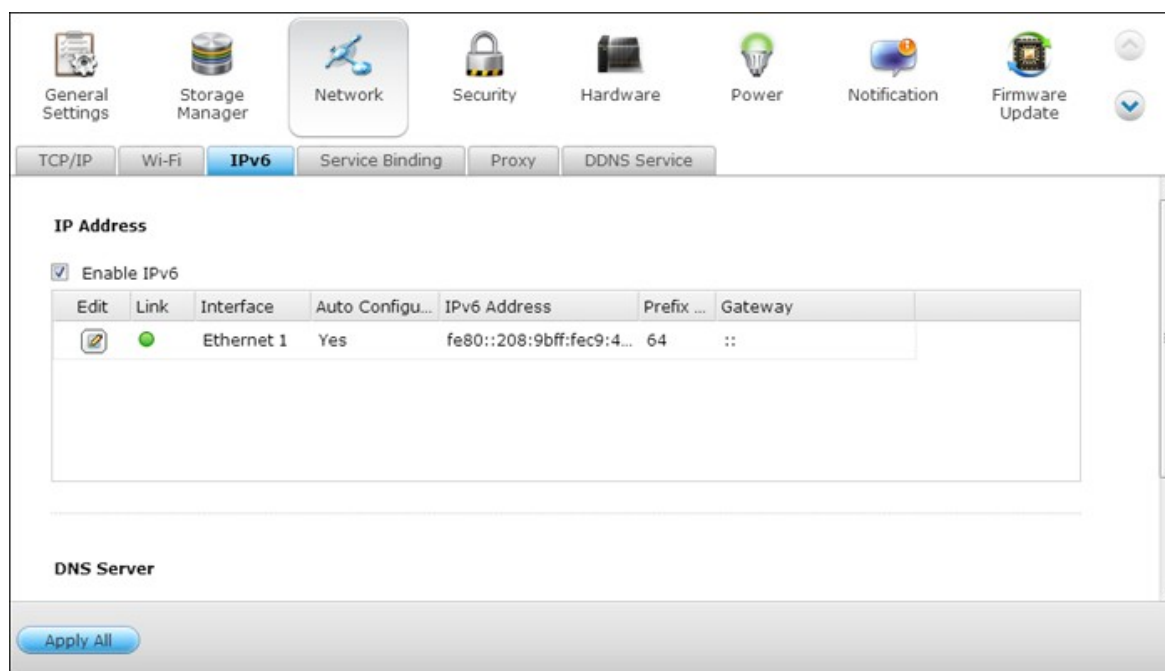 General Settings
Storage Manager
Network
Security
Hardware
Power
Notification
Firmware Update
TCP/IP
Wi-Fi
IPv6
Service Binding
Proxy
DDNS Service
IP Address
Enable IPv6
Edit Link Interface Auto Configu... IPv6 Address Prefix ... Gateway
Ethernet 1 Yes fe80::208:9bff:fec9:4... 64 ::
DNS Server
Apply All